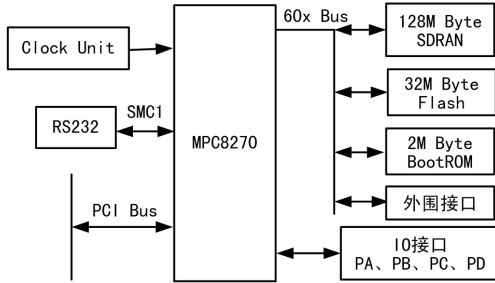 60x Bus
128M Byte
SDRAN
Clock Unit
32M Byte
Flash
SMC1
RS232
MPC8270
2M Byte
BootROM
PCI Bus
外围接口
IO接口
PA、PB、PC、PD